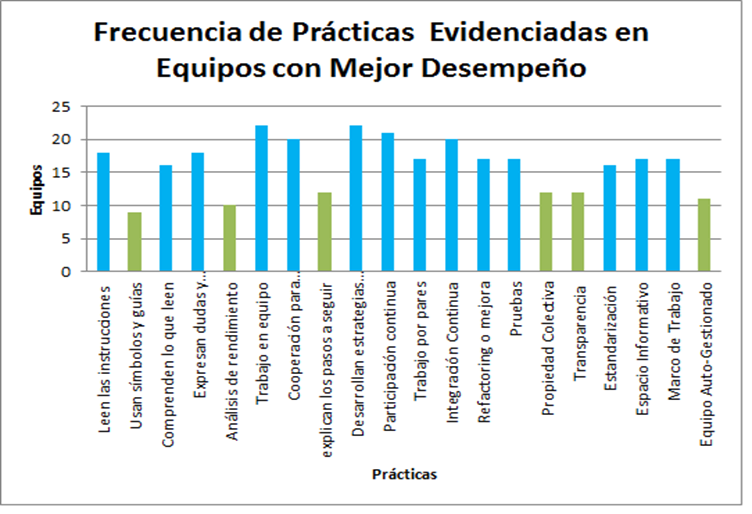 Frecuencia de Prácticas Evidenciadas en
Equipos con Mejor Desempeño
25
20
15
10
5
0
Equipos
Leen las instrucciones
Usan símbolos y guías
Comprenden lo que leen
Expresan dudas y...
Análisis de rendimiento
Trabajo en equipo
Cooperación para...
explican los pasos a seguir
Desarrollan estrategias...
Participación continua
Trabajo por pares
Integración Continua
Refactoring o mejora
Pruebas
Propiedad Colectiva
Transparencia
Estandarización
Espacio Informativo
Marco de Trabajo
Equipo Auto-Gestionado
Prácticas